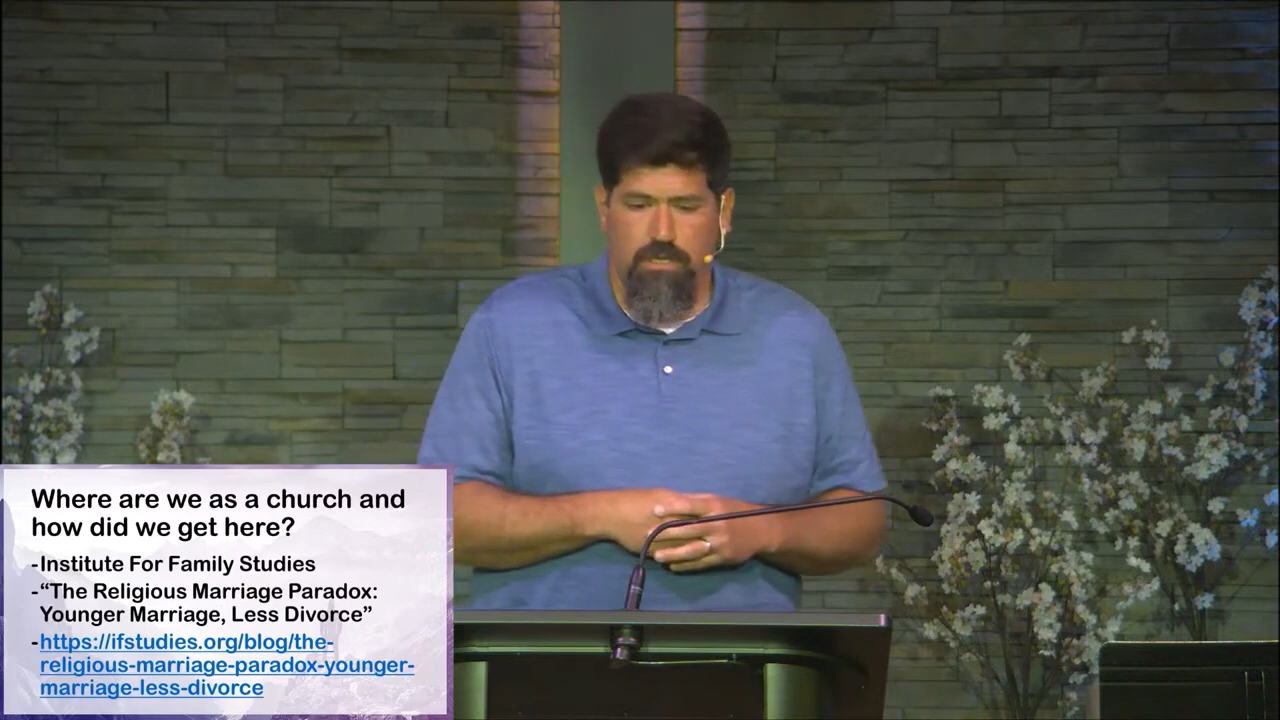 Where are we as a church and
how did we get here?
-Institute For Family Studies
-“The Religious Marriage Paradox:
Younger Marriage, Less Divorce”
-https://ifstudies.org/blog/the-
religious-marriage-paradox-younger-
marriage-less-divorce